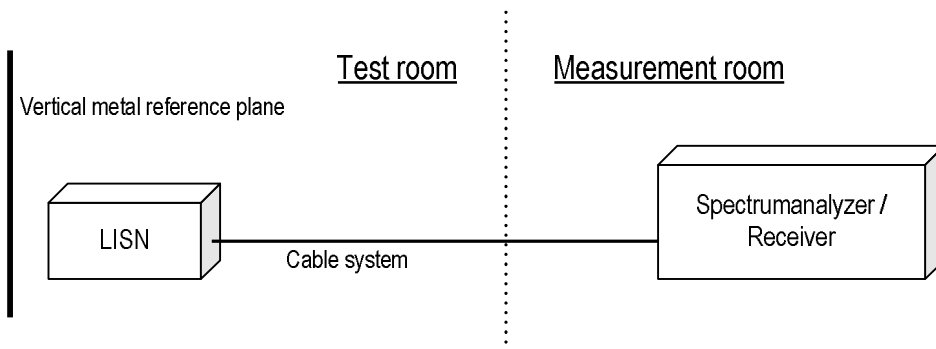 Test room
Measurement room
Vertical metal reference plane
LISN
Cable system
Spectrumanalyzer /
Receiver